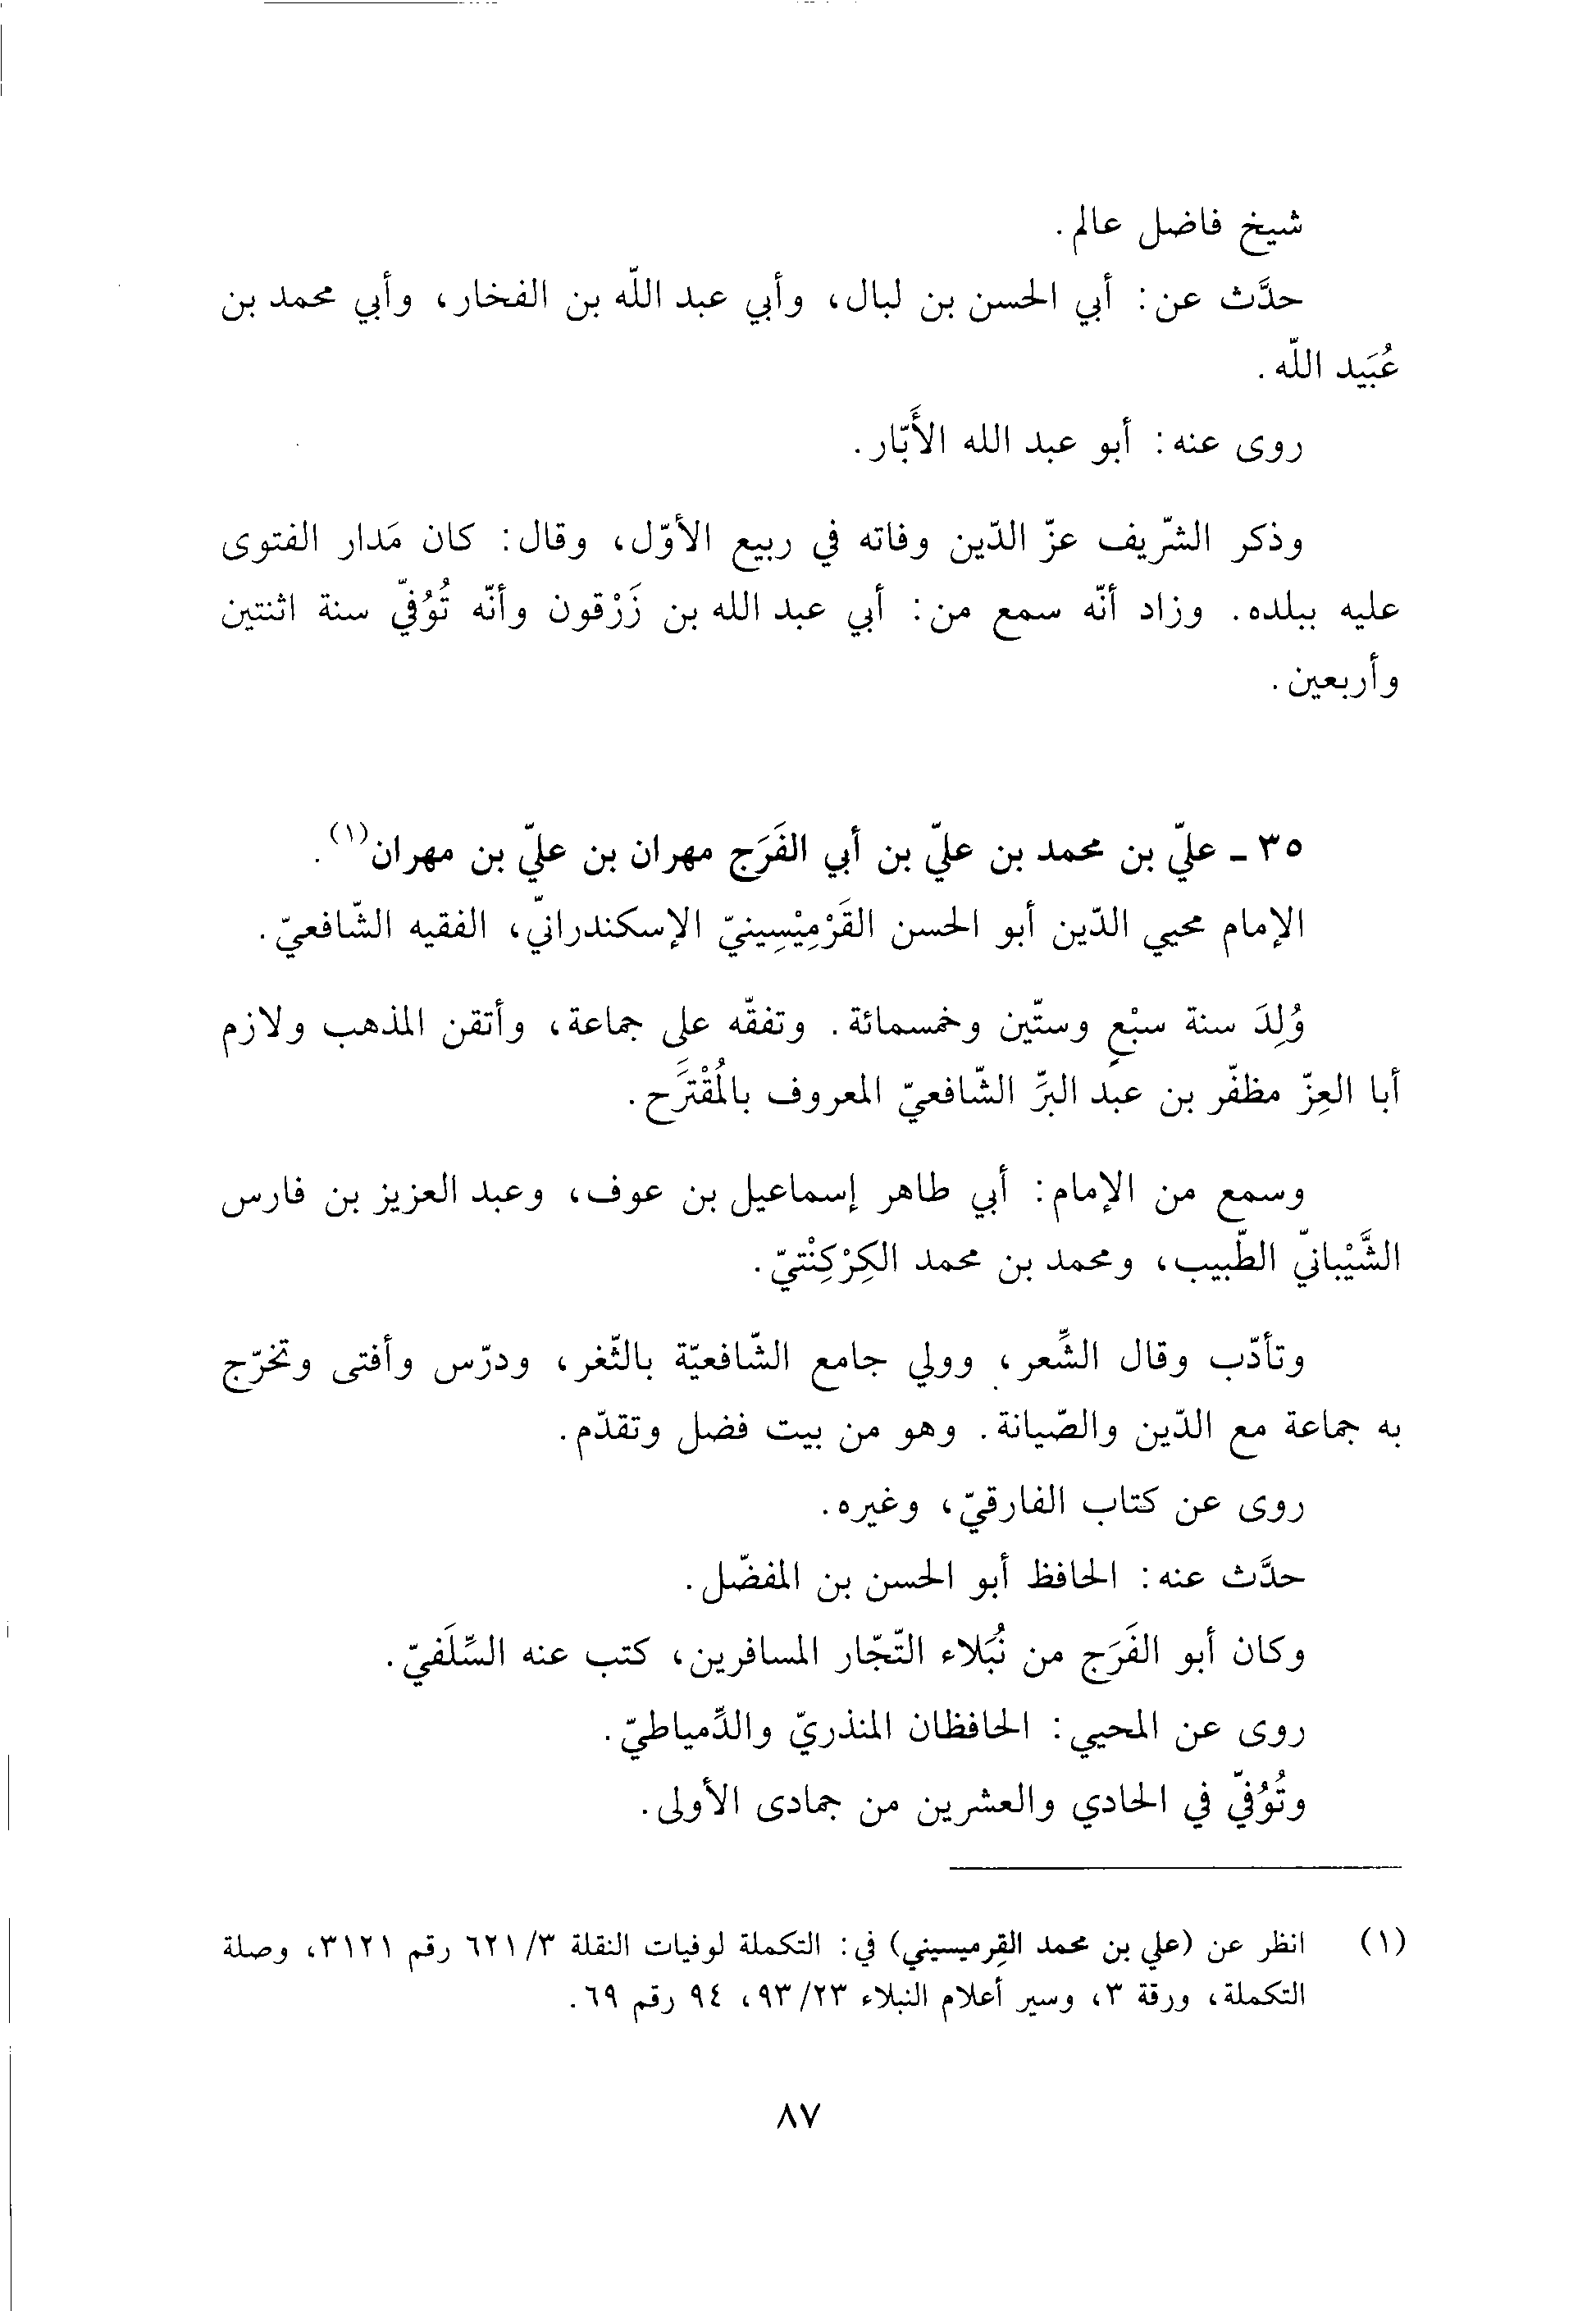 شيخ فاضل عالم.
حدَّث عن: أبي الحسن بن لبال، وأبي عبد اللّه بن الفخار، وأبي محمد بن
عُبَيد اللّه.
روى عنه: أبو عبد الله الأَبّار.
وذكر الشّريف عزّ الدّين وفاته في ربيع الأوّل، وقال: كان مَدار الفتوى
عليه ببلده. وزاد أنّه سمع من: أبي عبد الله بن زَرْقون وأنّه تُوُفّي سنة اثنتين
وأربعين.
٣٥ ـ عليّ بن محمد بن عليّ بن أبي الفَرَج مهران بن عليّ بن مهران(١).
الإمام محيي الدّين أبو الحسن القَرْمِيْسِينيّ الإسكندرانيّ، الفقيه الشّافعيّ.
وُلِدَ سنة سبْعٍ وستّين وخمسمائة. وتفقّه على جماعة، وأتقن المذهب ولازم
أبا العِزّ مظفّر بن عبد البرّ الشّافعيّ المعروف بالمُقْتَرَح.
وسمع من الإمام: أبي طاهر إسماعيل بن عوف، وعبد العزيز بن فارس
الشَّيْبانيّ الطّبيب، ومحمد بن محمد الكِرْكِنْتيّ.
وتأدّب وقال الشِّعر، وولي جامع الشّافعيّة بالثّغر، ودرّس وأفتى وتخرّج
به جماعة مع الدّين والصّيانة. وهو من بيت فضل وتقدّم.
روى عن كتاب الفارقيّ، وغيره.
حدَّث عنه: الحافظ أبو الحسن بن المفضّل.
وكان أبو الفَرَج من نُبَلاء التّجّار المسافرين، كتب عنه السِّلَفيّ.
روى عن المحيي: الحافظان المنذريّ والدِّمياطيّ.
وتُوُفّي في الحادي والعشرين من جمادى الأولى.
(١) انظر عن (علي بن محمد القِرميسيني) في: التكملة لوفيات النقلة ٣/ ٦٢١ رقم ٣١٢١، وصلة
التكملة، ورقة ٣، وسير أعلام النبلاء ٢٣/ ٩٣، ٩٤ رقم ٦٩.
٨٧